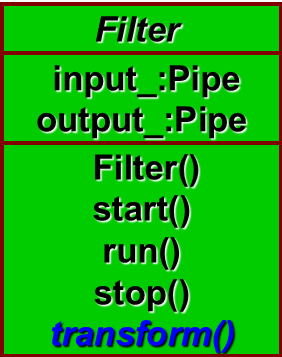 Filter
input_:Pipe
output_:Pipe
Filter()
start()
run()
stop()
transform()